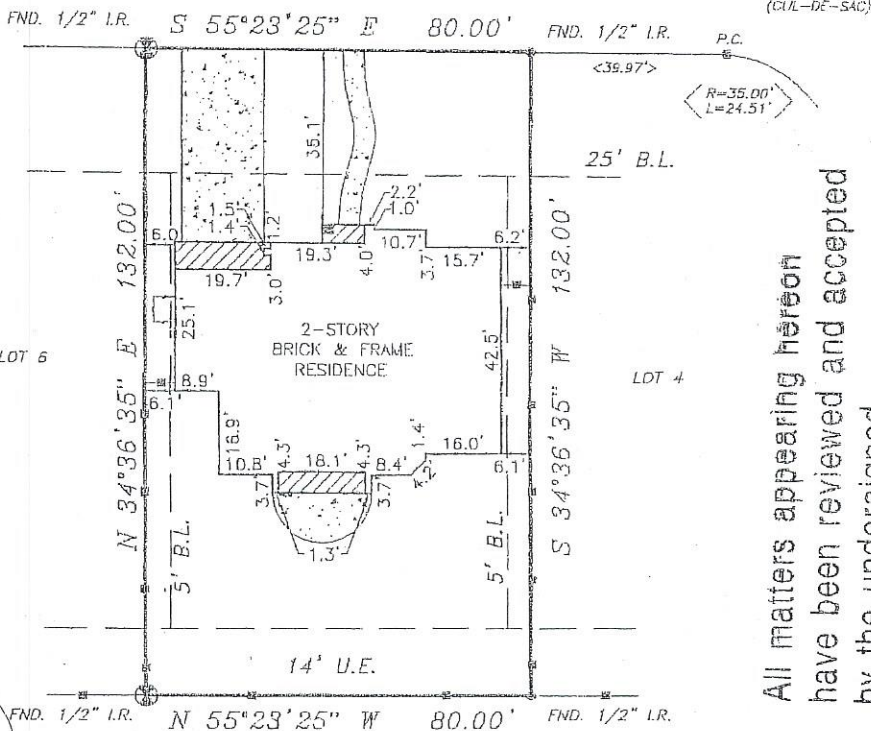 (CUL-DE-SAC)
FND. 1/2" I.R.
S 55°23'25" E 80.00'
FND. 1/2" I.R.
P.C.
<39.97'>
R=35.00'
L=24.51'
25' B.L.
35.1'
2.2'
1.0'
1.5'
1.4'
1.2'
6.0
19.3'
4.0'
10.7'
3.7'
15.7'
6.2'
19.7'
3.0'
132.00'
132.00'
25.1'
2-STORY
BRICK & FRAME
RESIDENCE
42.5'
LOT 6
LOT 4
N 34°36'35" E
S 34°36'35" W
8.9'
6.1'
16.9'
10.8'
4.3'
18.1'
4.3'
8.4'
1.4'
16.0'
6.1'
3.7'
3.7'
1.3'
5' B.L.
5' B.L.
14' U.E.
FND. 1/2" I.R.
N 55°23'25" W 80.00'
FND. 1/2" I.R.
All matters appearing hereon
have been reviewed and accepted
by the undersigned